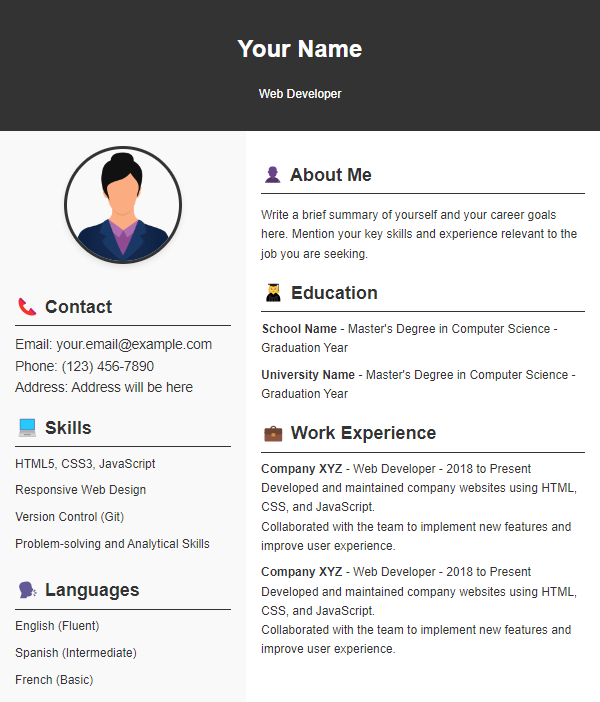 Your Name
Web Developer
Contact
Email: your.email@example.com
Phone: (123) 456-7890
Address: Address will be here
Skills
HTML5, CSS3, JavaScript
Responsive Web Design
Version Control (Git)
Problem-solving and Analytical Skills
Languages
English (Fluent)
Spanish (Intermediate)
French (Basic)
About Me
Write a brief summary of yourself and your career goals
here. Mention your key skills and experience relevant to the
job you are seeking.
Education
School Name - Master's Degree in Computer Science -
Graduation Year
University Name - Master's Degree in Computer Science -
Graduation Year
Work Experience
Company XYZ - Web Developer - 2018 to Present
Developed and maintained company websites using HTML,
CSS, and JavaScript.
Collaborated with the team to implement new features and
improve user experience.
Company XYZ - Web Developer - 2018 to Present
Developed and maintained company websites using HTML,
CSS, and JavaScript.
Collaborated with the team to implement new features and
improve user experience.